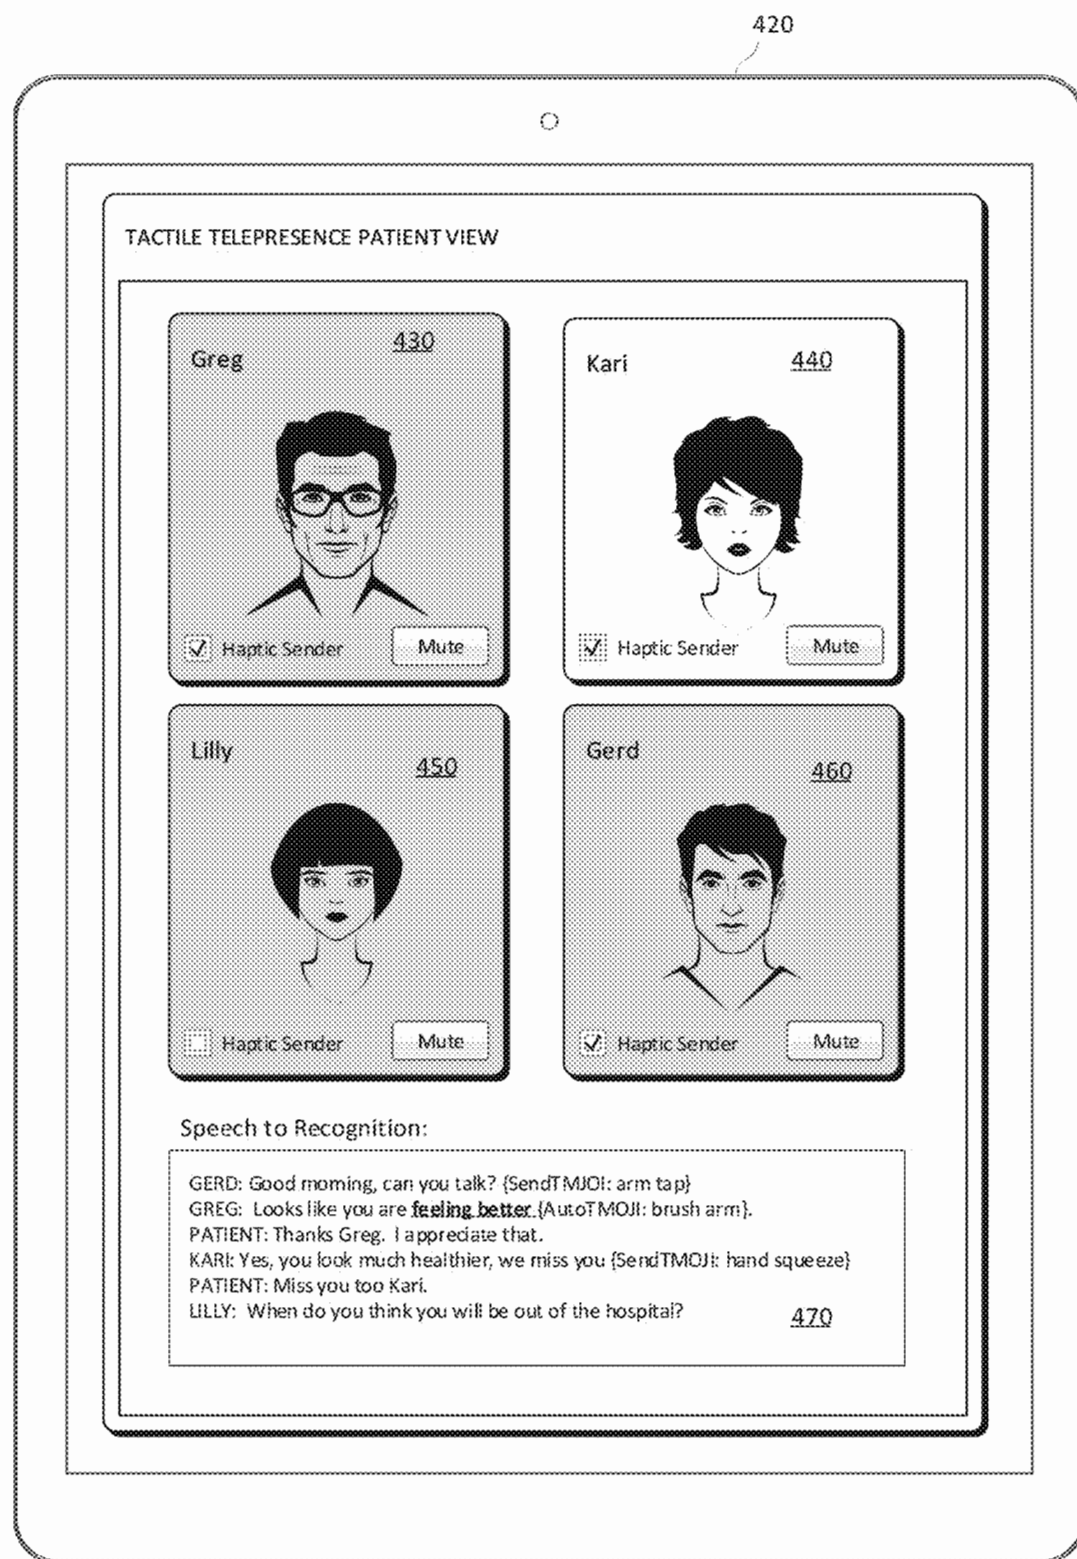 420
TACTILE TELEPRESENCE PATIENT VIEW
Greg
430
Kari
440
Haptic Sender
Mute
Haptic Sender
Mute
Lilly
450
Gerd
460
Haptic Sender
Mute
Haptic Sender
Mute
Speech to Recognition:
GERD: Good morning, can you talk? {SendTMJOI: arm tap}
GREG: Looks like you are feeling better {AutoTMOJI: brush arm}.
PATIENT: Thanks Greg. I appreciate that.
KARI: Yes, you look much healthier, we miss you {SendTMOJI: hand squeeze}
PATIENT: Miss you too Kari.
LILLY: When do you think you will be out of the hospital?
470